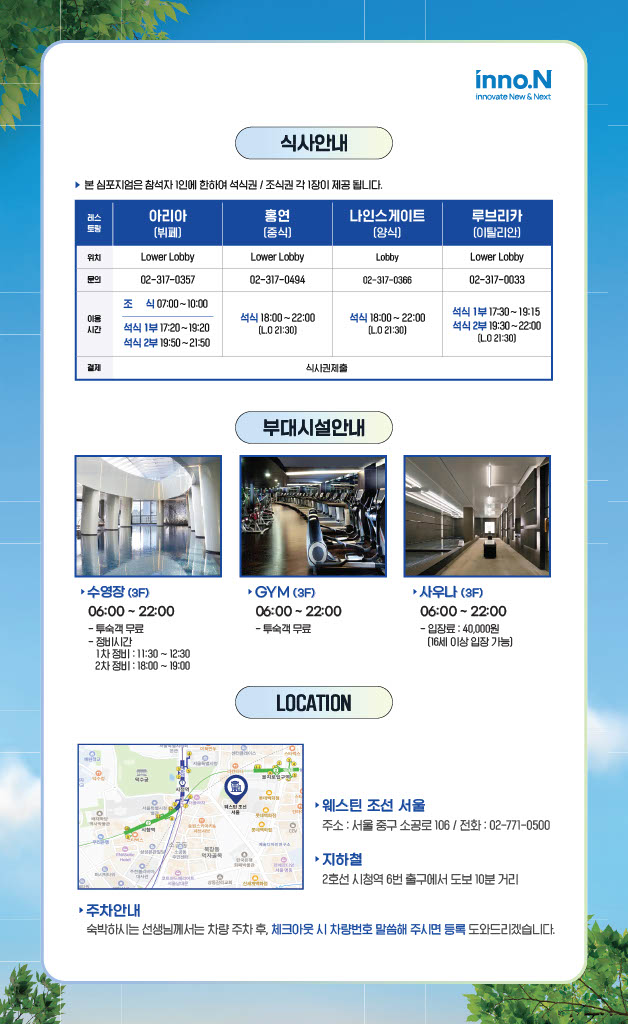 inno.N
innovate New & Next
식사안내
▶ 본 심포지엄은 참석자 1인에 한하여 석식권 / 조식권 각 1장이 제공 됩니다.
레스토랑 아리아 (뷔페) 홍연 (중식) 나인스게이트 (양식) 루브리카 (이탈리안)
위치 Lower Lobby Lower Lobby Lobby Lower Lobby
문의 02-317-0357 02-317-0494 02-317-0366 02-317-0033
이용시간
조 식 07:00 ~ 10:00
석식 1부 17:20 ~ 19:20
석식 2부 19:50 ~ 21:50
석식 18:00 ~ 22:00
(L.O 21:30)
석식 18:00 ~ 22:00
(L.O 21:30)
석식 1부 17:30 ~ 19:15
석식 2부 19:30 ~ 22:00
(L.O 21:30)
결제 식사권제출
부대시설안내
▶ 수영장 (3F)
06:00 ~ 22:00
- 투숙객 무료
- 정비시간
1차 정비 : 11:30 ~ 12:30
2차 정비 : 18:00 ~ 19:00
▶ GYM (3F)
06:00 ~ 22:00
- 투숙객 무료
▶ 사우나 (3F)
06:00 ~ 22:00
- 입장료 : 40,000원
(16세 이상 입장 가능)
LOCATION
덕수궁
시청역
시청역
웨스틴 조선
서울
▶ 웨스틴 조선 서울
주소 : 서울 중구 소공로 106 / 전화 : 02-771-0500
▶ 지하철
2호선 시청역 6번 출구에서 도보 10분 거리
▶ 주차안내
숙박하시는 선생님께서는 차량 주차 후, 체크아웃 시 차량번호 말씀해 주시면 등록 도와드리겠습니다.